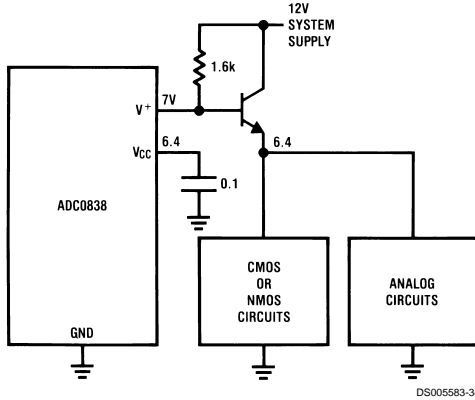 12V
SYSTEM
SUPPLY
1.6k
V+
7V
VCC
6.4
6.4
0.1
ADC0838
CMOS
OR
NMOS
CIRCUITS
ANALOG
CIRCUITS
GND
DS005583-3